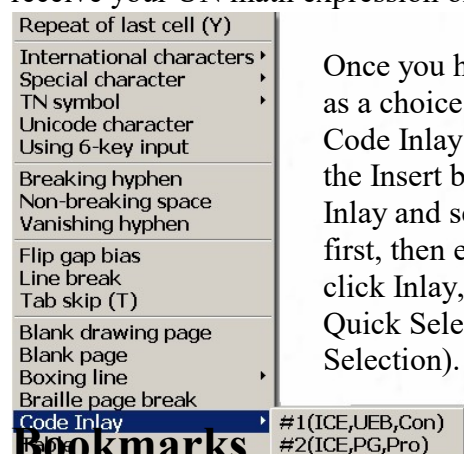 Repeat of last cell (Y)
International characters
Special character
TN symbol
Unicode character
Using 6-key input
Breaking hyphen
Non-breaking space
Vanishing hyphen
Flip gap bias
Line break
Tab skip (T)
Blank drawing page
Blank page
Boxing line
Braille page break
Code Inlay
#1(ICE,UEB,Con)
#2(ICE,PG,Pro)
Once you h
as a choice
Code Inlay
the Insert b
Inlay and s
first, then e
click Inlay,
Quick Sele
Selection).
Bookmarks